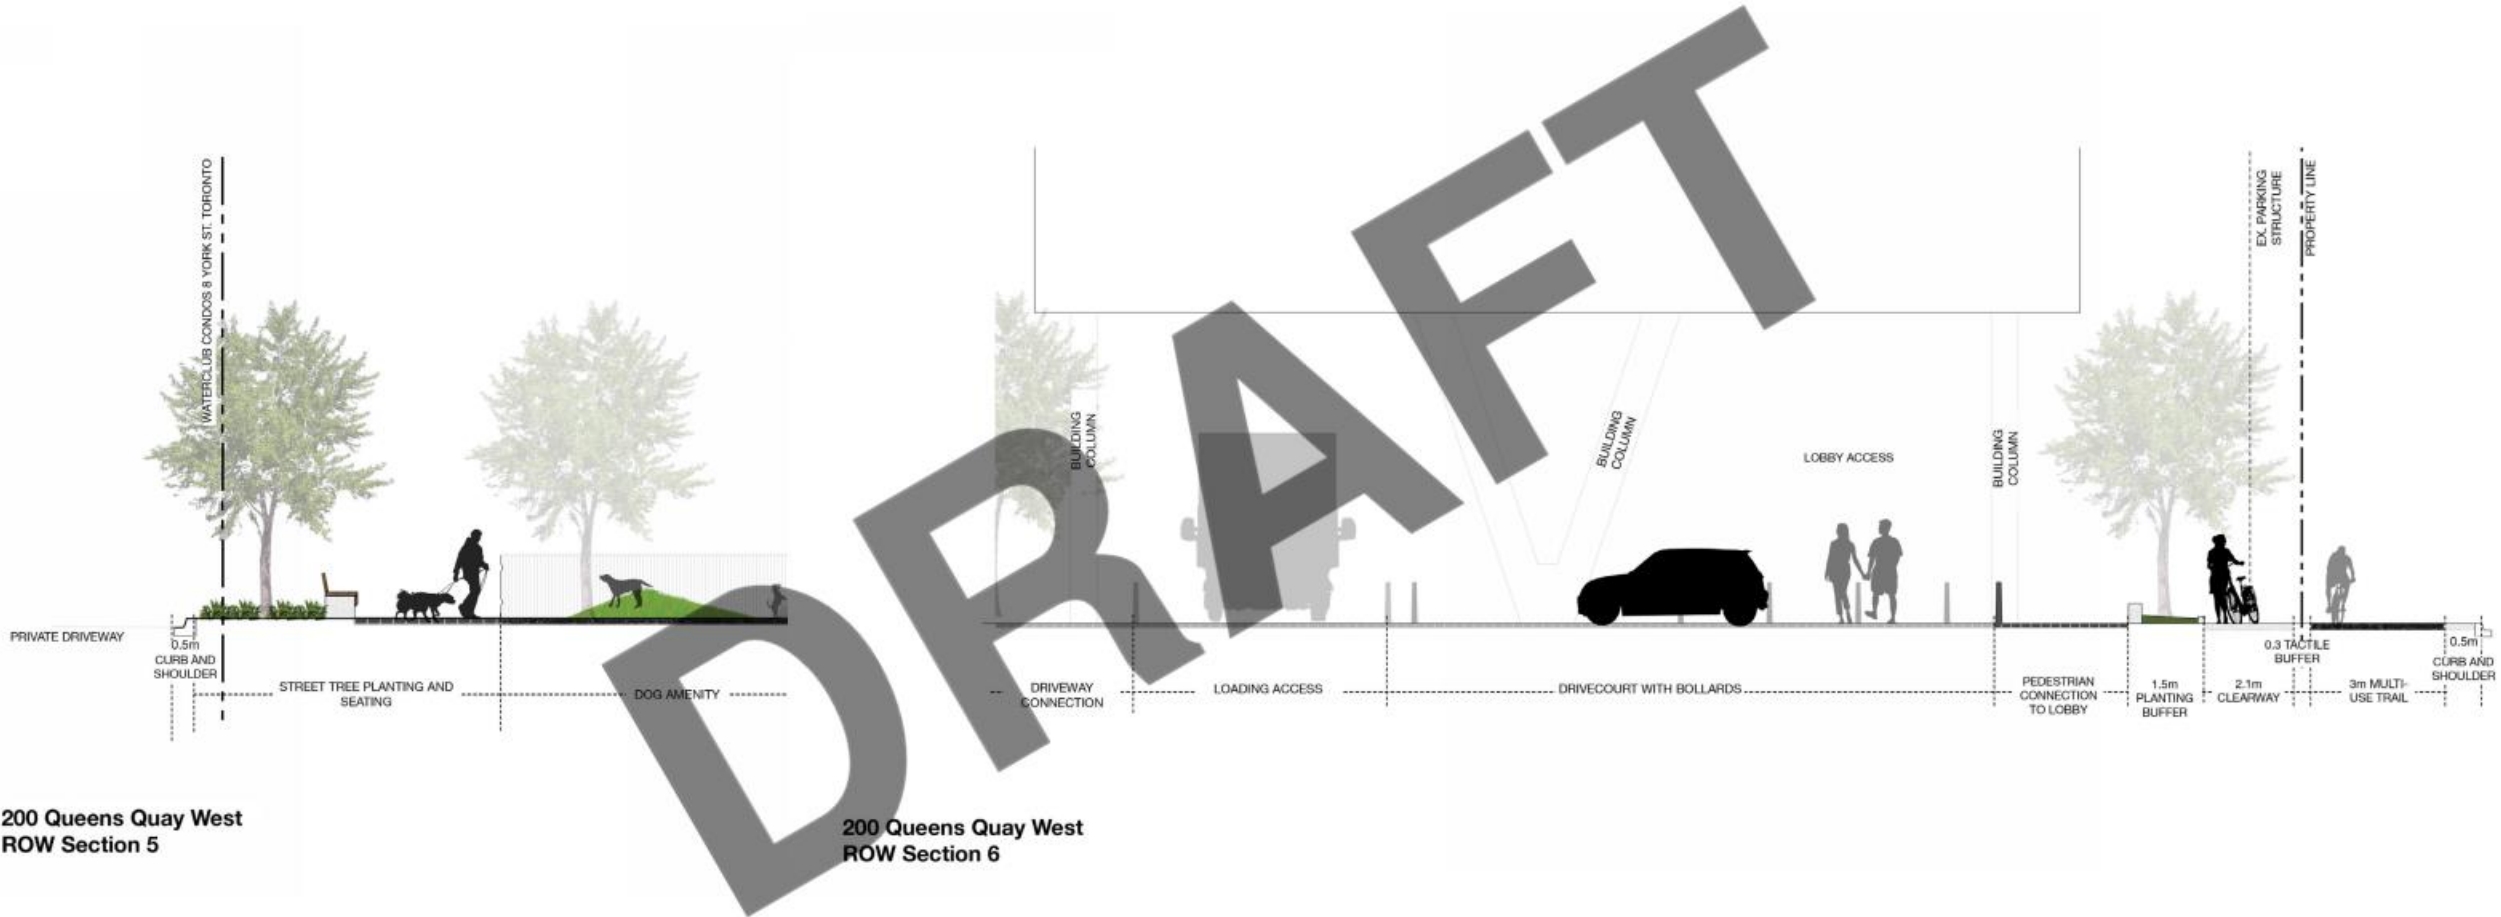 WATERCLUB CONDOS 8 YORK ST. TORONTO
PRIVATE DRIVEWAY
0.5m
CURB AND
SHOULDER
STREET TREE PLANTING AND
SEATING
DOG AMENITY
200 Queens Quay West
ROW Section 5
DRAFT
BUILDING
COLUMN
BUILDING
COLUMN
LOBBY ACCESS
BUILDING
COLUMN
EX. PARKING
STRUCTURE
PROPERTY LINE
DRIVEWAY
CONNECTION
LOADING ACCESS
DRIVECOURT WITH BOLLARDS
PEDESTRIAN
CONNECTION
TO LOBBY
1.5m
PLANTING
BUFFER
2.1m
CLEARWAY
0.3 TACTILE
BUFFER
3m MULTI-
USE TRAIL
0.5m
CURB AND
SHOULDER
200 Queens Quay West
ROW Section 6